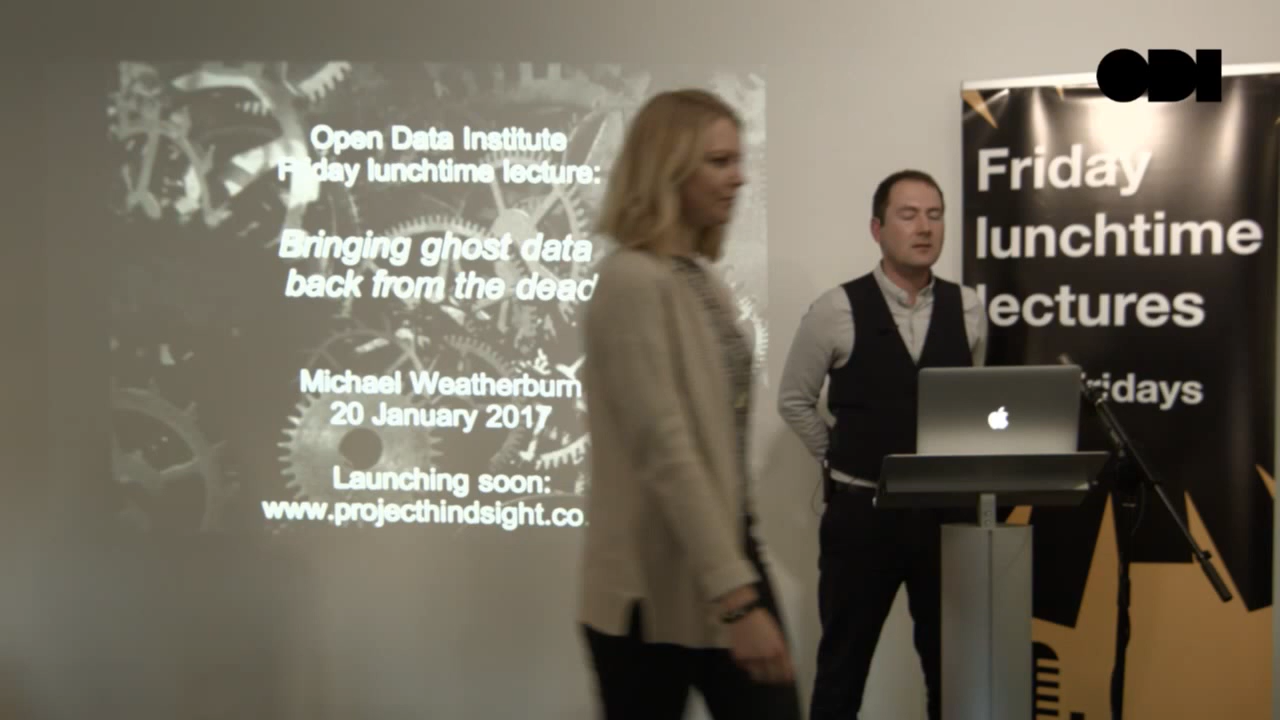 Open Data Institute
Friday lunchtime lecture:
Bringing ghost data
back from the dead
Michael Weatherburn
20 January 2017
Launching soon:
www.projecthindsight.co
ODI
Friday
lunchtime
lectures
ridays